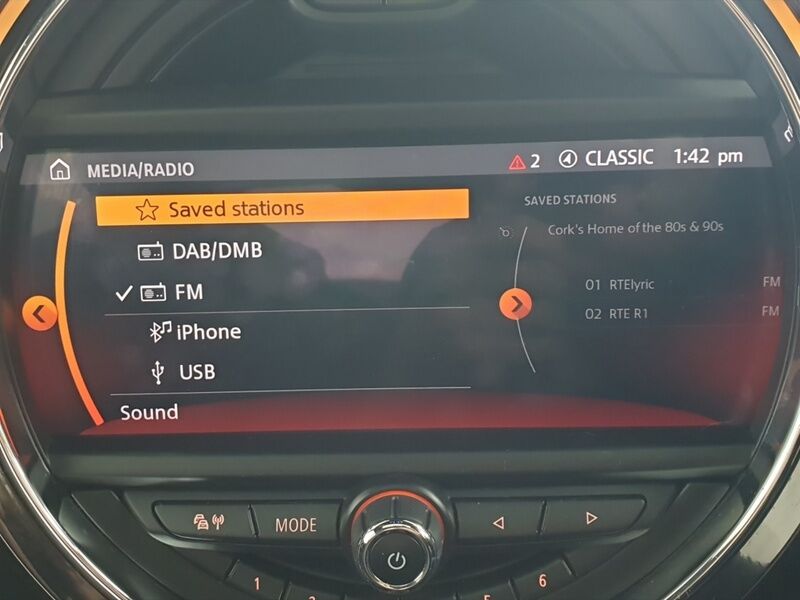 MEDIA/RADIO 2 CLASSIC 1:42 pm
Saved stations
DAB/DMB
FM
iPhone
USB
Sound
SAVED STATIONS
Cork's Home of the 80s & 90s
01 RTElyric FM
02 RTE R1 FM
MODE
1
6